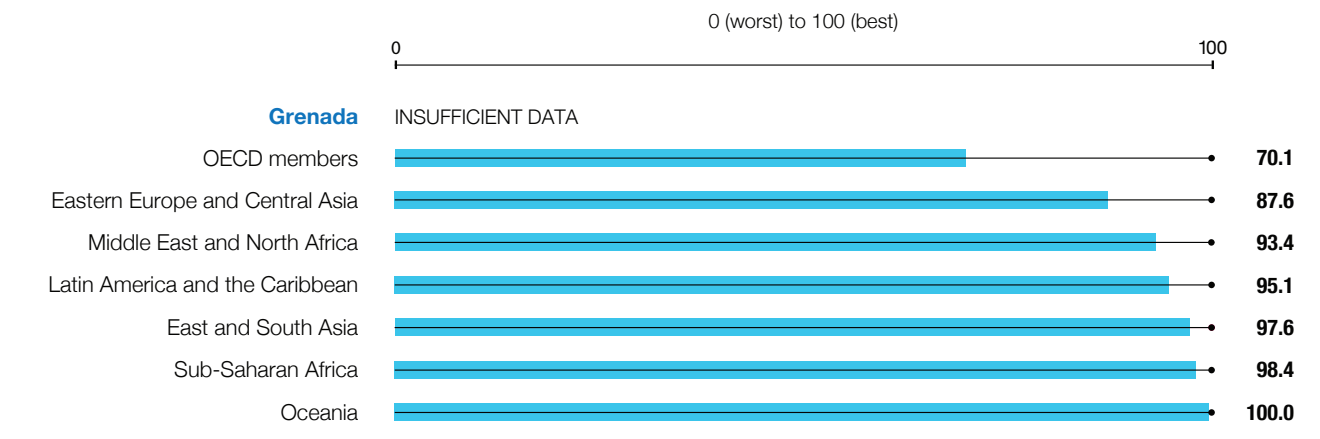 0 (worst) to 100 (best)
0 100
Grenada INSUFFICIENT DATA
OECD members 70.1
Eastern Europe and Central Asia 87.6
Middle East and North Africa 93.4
Latin America and the Caribbean 95.1
East and South Asia 97.6
Sub-Saharan Africa 98.4
Oceania 100.0